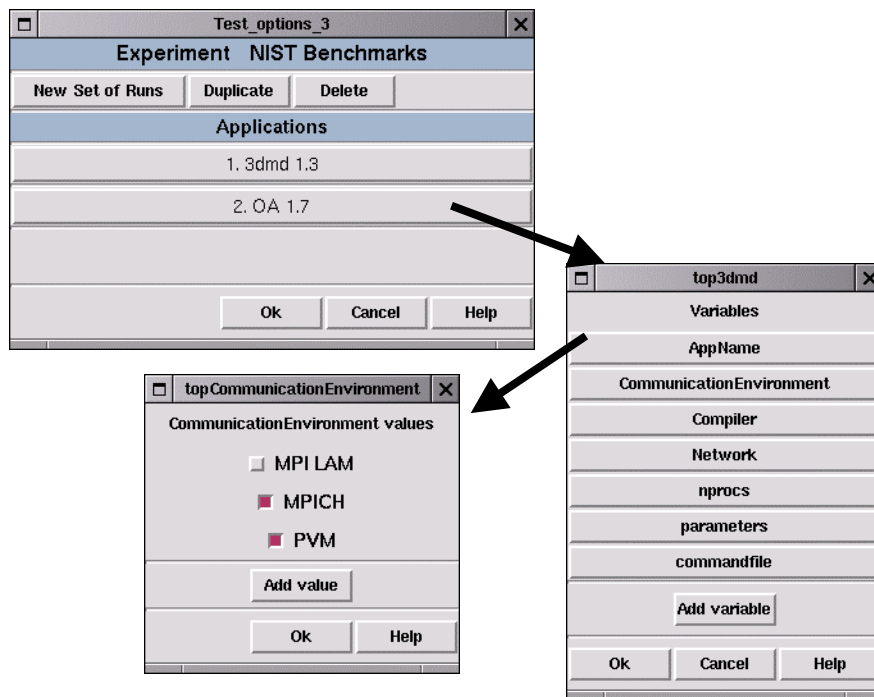 Test_options_3
Experiment NIST Benchmarks
New Set of Runs Duplicate Delete
Applications
1. 3dmd 1.3
2. OA 1.7
Ok Cancel Help
top3dmd
Variables
AppName
CommunicationEnvironment
Compiler
Network
nprocs
parameters
commandfile
Add variable
Ok Cancel Help
topCommunicationEnvironment
CommunicationEnvironment values
MPI LAM
MPICH
PVM
Add value
Ok Help